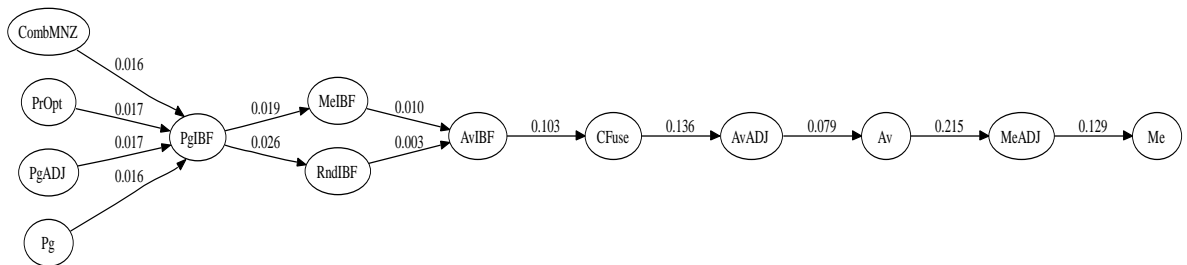 CombMNZ
0.016
PrOpt
0.017
PgADJ
0.017
Pg
0.016
PgIBF
0.019
0.026
MeIBF
0.010
RndIBF
0.003
AvIBF
0.103
CFuse
0.136
AvADJ
0.079
Av
0.215
MeADJ
0.129
Me